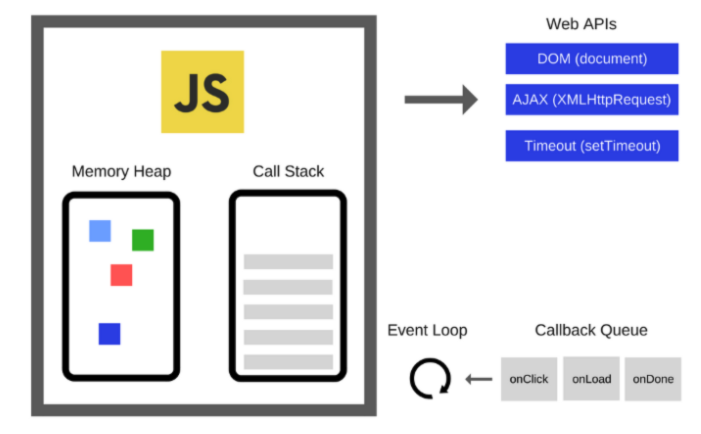 JS
Memory Heap
Call Stack
Web APIs
DOM (document)
AJAX (XMLHttpRequest)
Timeout (setTimeout)
Event Loop
Callback Queue
onClick
onLoad
onDone